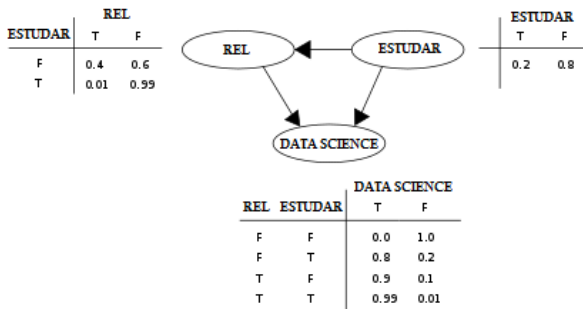 REL
ESTUDAR T F
F 0.4 0.6
T 0.01 0.99
REL
ESTUDAR
ESTUDAR
T F
0.2 0.8
DATA SCIENCE
DATA SCIENCE
REL ESTUDAR T F
F F 0.0 1.0
F T 0.8 0.2
T F 0.9 0.1
T T 0.99 0.01